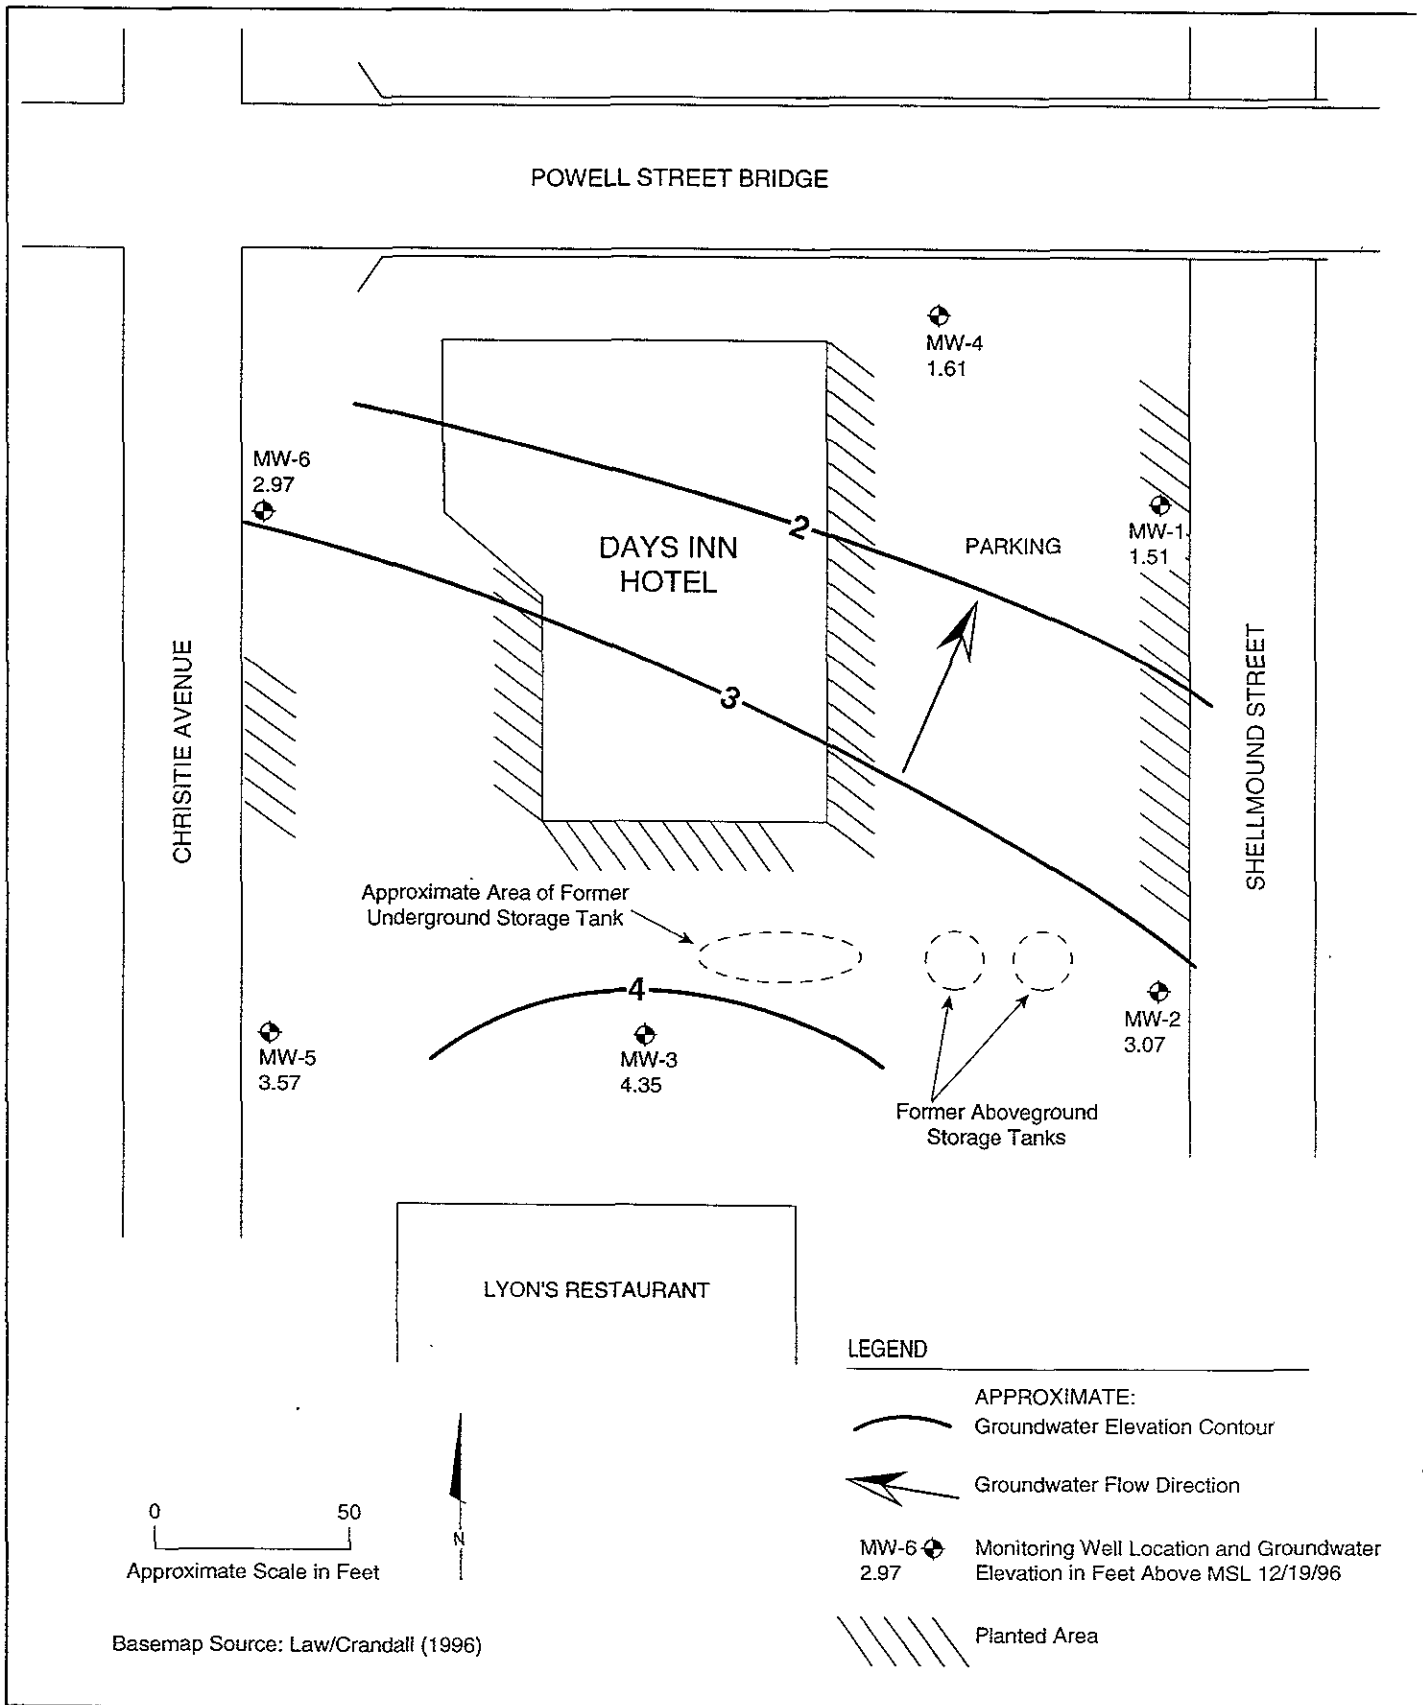 POWELL STREET BRIDGE
MW-4
1.61
MW-6
2.97
2
DAYS INN
HOTEL
PARKING
MW-1
1.51
3
CHRISITIE AVENUE
SHELLMOUND STREET
Approximate Area of Former
Underground Storage Tank
4
MW-5
3.57
MW-3
4.35
MW-2
3.07
Former Aboveground
Storage Tanks
LYON'S RESTAURANT
LEGEND
APPROXIMATE:
Groundwater Elevation Contour
Groundwater Flow Direction
MW-6
2.97
Monitoring Well Location and Groundwater
Elevation in Feet Above MSL 12/19/96
Planted Area
0 50
Approximate Scale in Feet
N
Basemap Source: Law/Crandall (1996)